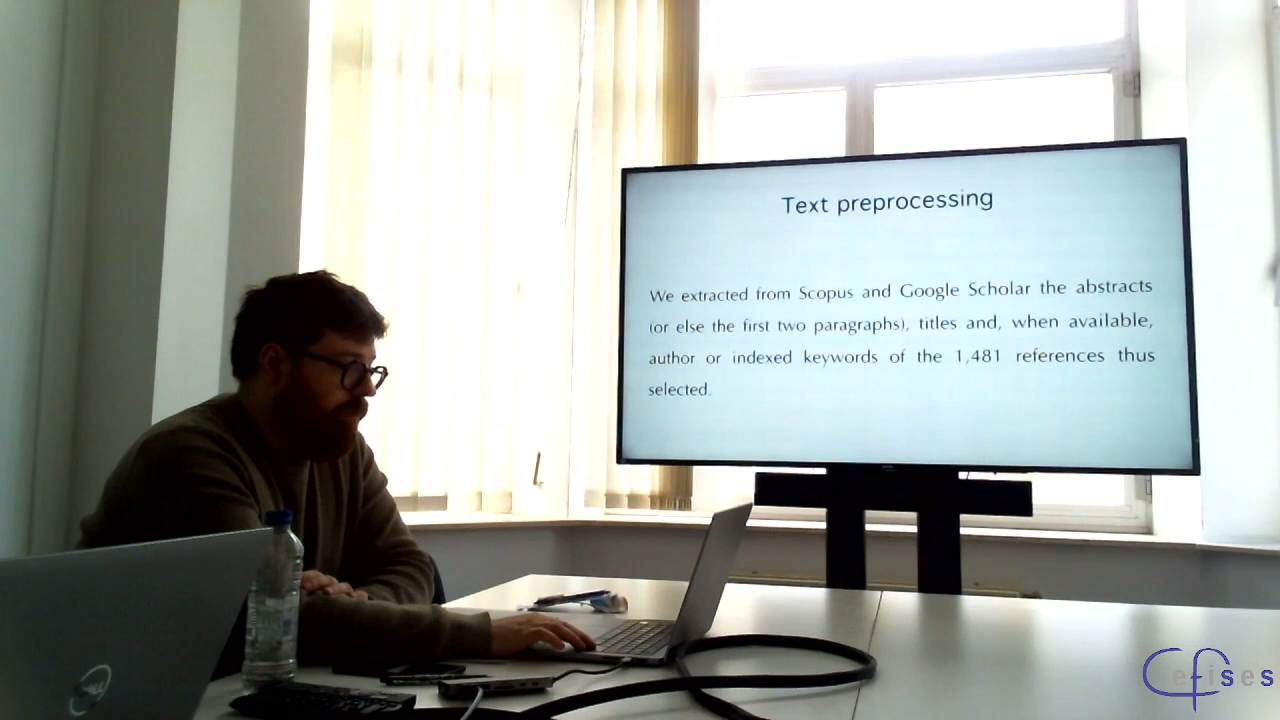 Text preprocessing
We extracted from Scopus and Google Scholar the abstracts
(or else the first two paragraphs), titles and, when available,
author or indexed keywords of the 1,481 references thus
selected.
DELL
Cefises